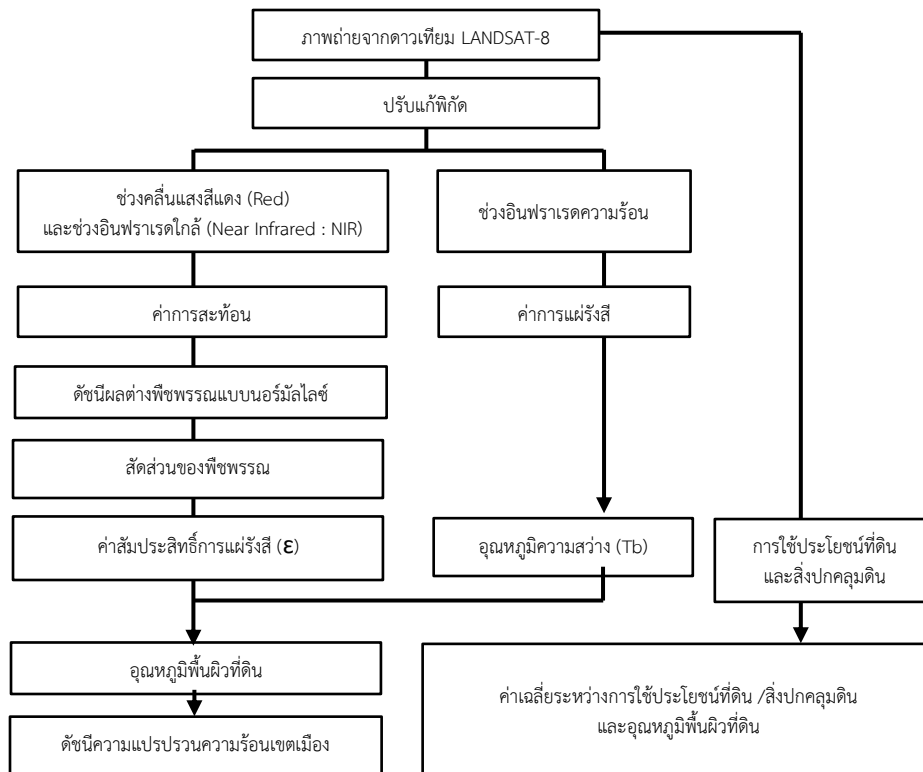 ภาพถ่ายจากดาวเทียม LANDSAT-8
ปรับแก้พิกัด
ช่วงคลื่นแสงสีแดง (Red)
และช่วงอินฟราเรดใกล้ (Near Infrared : NIR)
ช่วงอินฟราเรดความร้อน
ค่าการสะท้อน
ค่าการแผ่รังสี
ดัชนีผลต่างพืชพรรณแบบนอร์มัลไลซ์
สัดส่วนของพืชพรรณ
ค่าสัมประสิทธิ์การแผ่รังสี (ε)
อุณหภูมิความสว่าง (Tb)
การใช้ประโยชน์ที่ดิน
และสิ่งปกคลุมดิน
อุณหภูมิพื้นผิวที่ดิน
ค่าเฉลี่ยระหว่างการใช้ประโยชน์ที่ดิน /สิ่งปกคลุมดิน
และอุณหภูมิพื้นผิวที่ดิน
ดัชนีความแปรปรวนความร้อนเขตเมือง